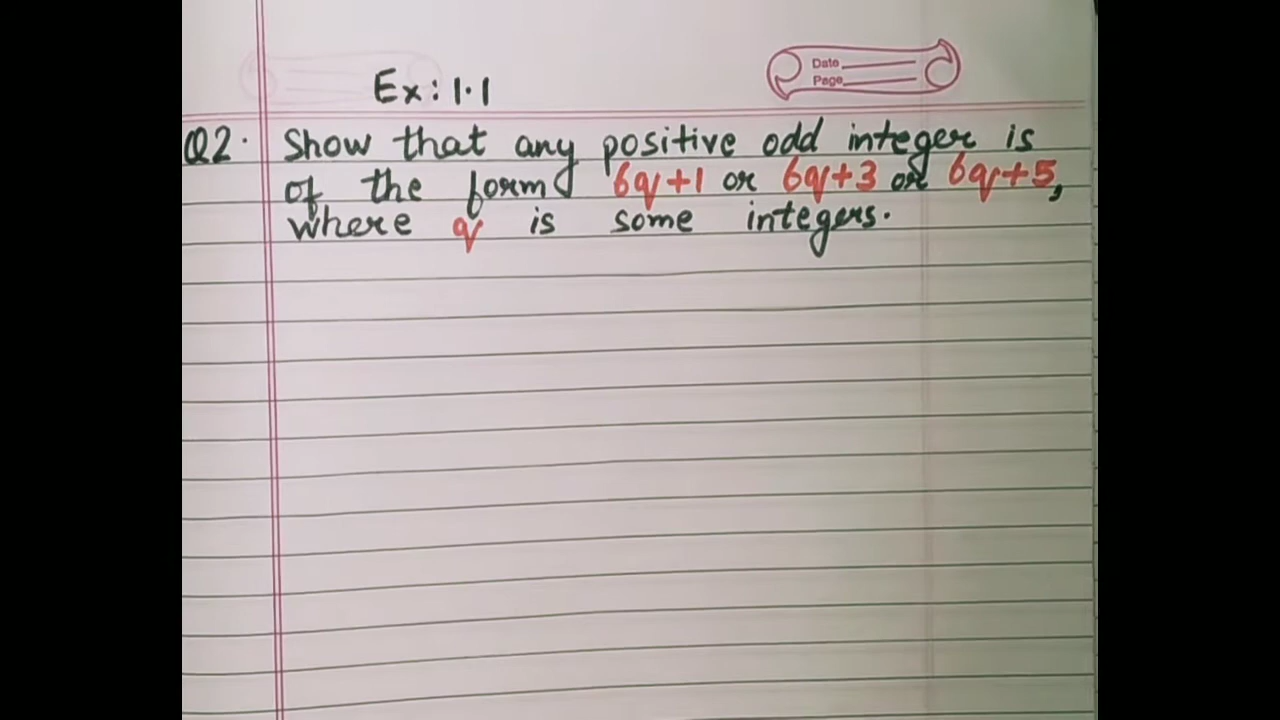 Date
Page
Ex: 1.1
Q2. Show that any positive odd integer is
of the form 6q+1 or 6q+3 or 6q+5,
where q is some integers.